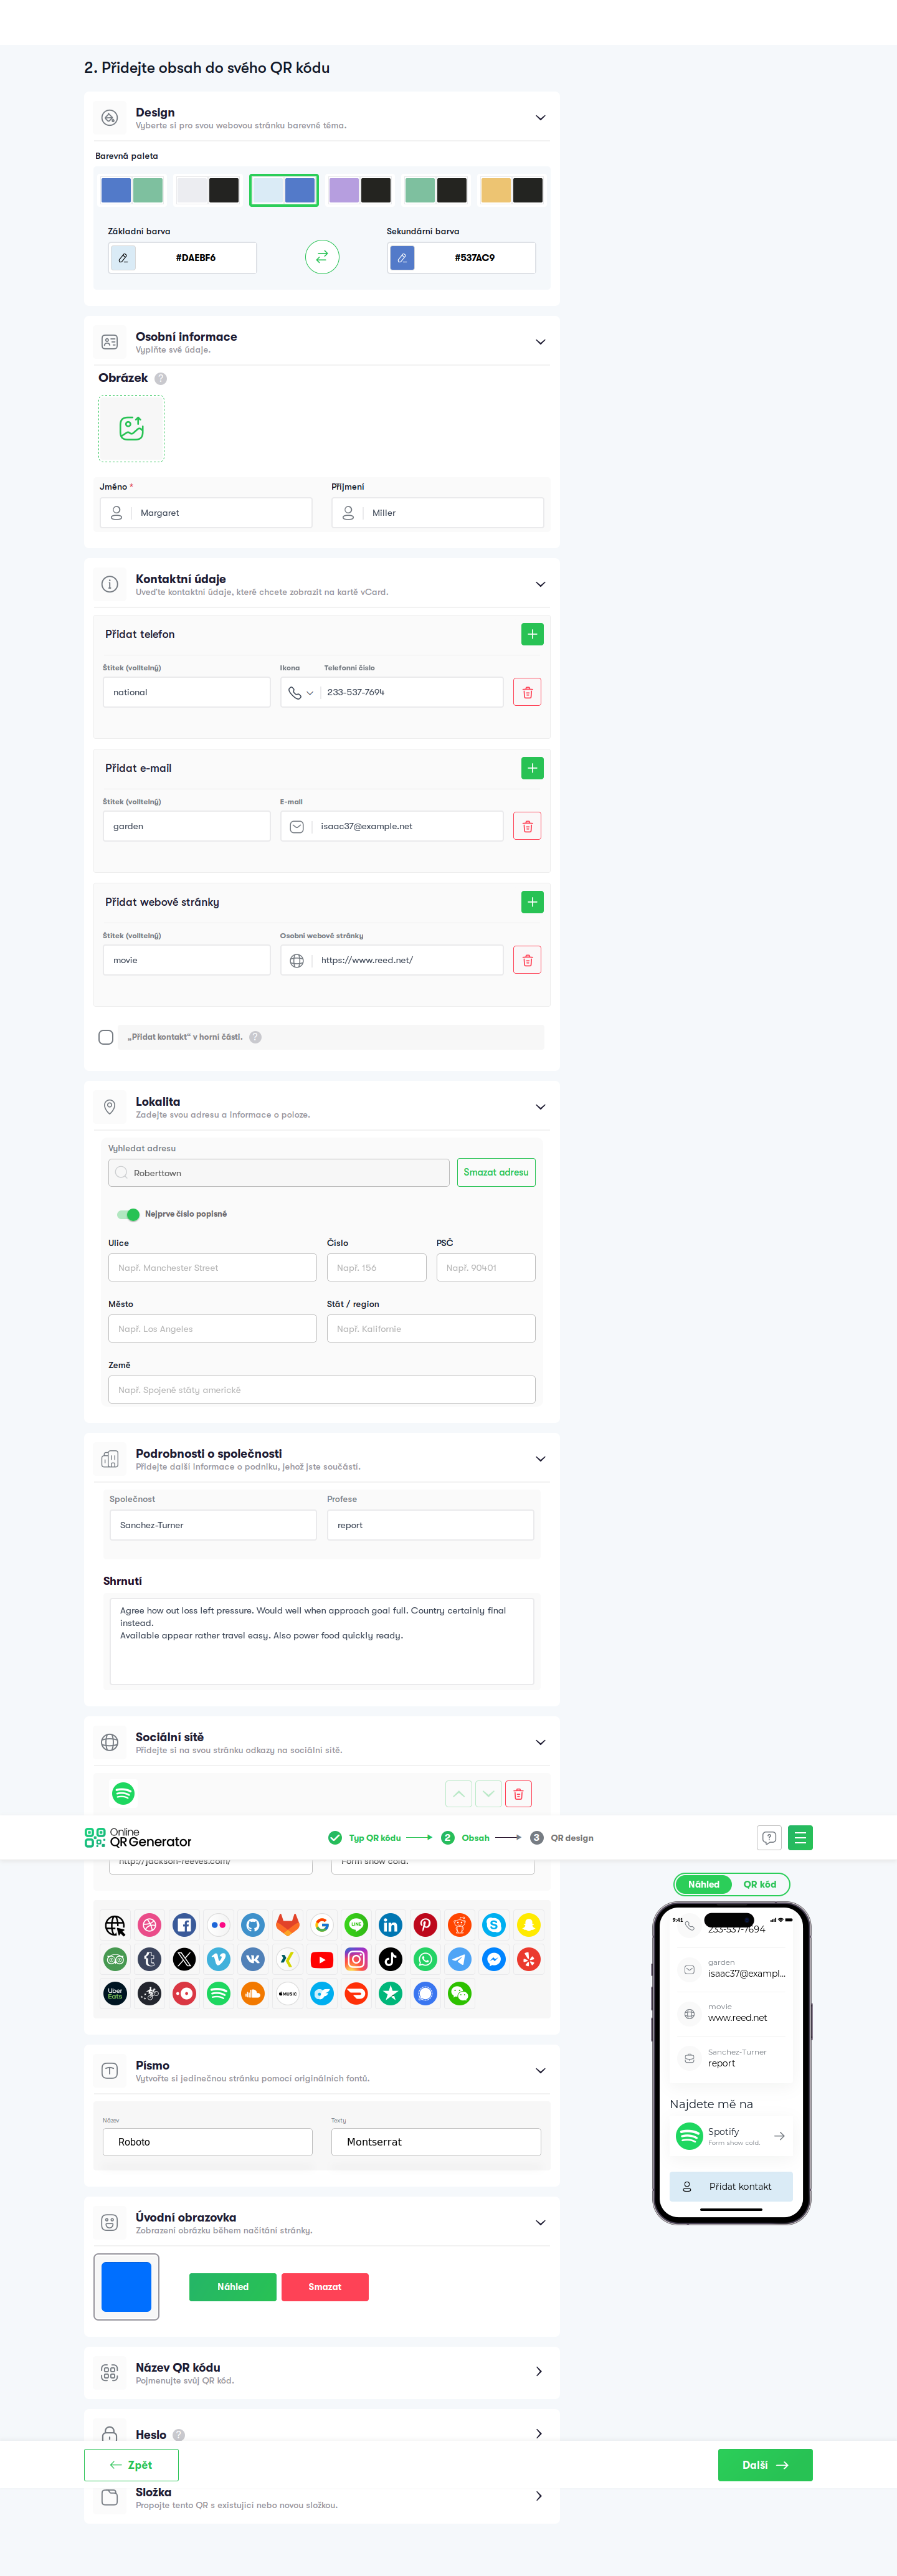 2. Přidejte obsah do svého QR kódu
Design
Vyberte si pro svou webovou stránku barevné téma.
Barevná paleta
Základní barva
Sekundární barva
#DAEBF6
#537AC9
Osobní informace
Vyplňte své údaje.
Obrázek ?
Jméno *
Příjmení
Margaret
Miller
Kontaktní údaje
Uveďte kontaktní údaje, které chcete zobrazit na kartě vCard.
Přidat telefon
Štítek (volitelný)
Ikona
Telefonní číslo
national
233-537-7694
Přidat e-mail
Štítek (volitelný)
E-mail
garden
isaac37@example.net
Přidat webové stránky
Štítek (volitelný)
Osobní webové stránky
movie
https://www.reed.net/
„Přidat kontakt“ v horní části. ?
Lokalita
Zadejte svou adresu a informace o poloze.
Vyhledat adresu
Roberttown
Smazat adresu
Nejprve číslo popisné
Ulice
Číslo
PSČ
Např. Manchester Street
Např. 156
Např. 90401
Město
Stát / region
Např. Los Angeles
Např. Kalifornie
Země
Např. Spojené státy americké
Podrobnosti o společnosti
Přidejte další informace o podniku, jehož jste součástí.
Společnost
Profese
Sanchez-Turner
report
Shrnutí
Agree how out loss left pressure. Would well when approach goal full. Country certainly final
instead.
Available appear rather travel easy. Also power food quickly ready.
Sociální sítě
Přidejte si na svou stránku odkazy na sociální sítě.
Online
QR Generator
Typ QR kódu
2 Obsah
3 QR design
http://jackson-reeves.com/
Form show cold.
Náhled
QR kód
9:41
233-537-7694
garden
isaac37@exampl...
movie
www.reed.net
Sanchez-Turner
report
Najdete mě na
Spotify
Form show cold.
Přidat kontakt
LINE
Uber
Eats
MUSIC
Písmo
Vytvořte si jedinečnou stránku pomocí originálních fontů.
Název
Texty
Roboto
Montserrat
Úvodní obrazovka
Zobrazení obrázku během načítání stránky.
Náhled
Smazat
Název QR kódu
Pojmenujte svůj QR kód.
Heslo ?
Zpět
Další
Složka
Propojte tento QR s existující nebo novou složkou.